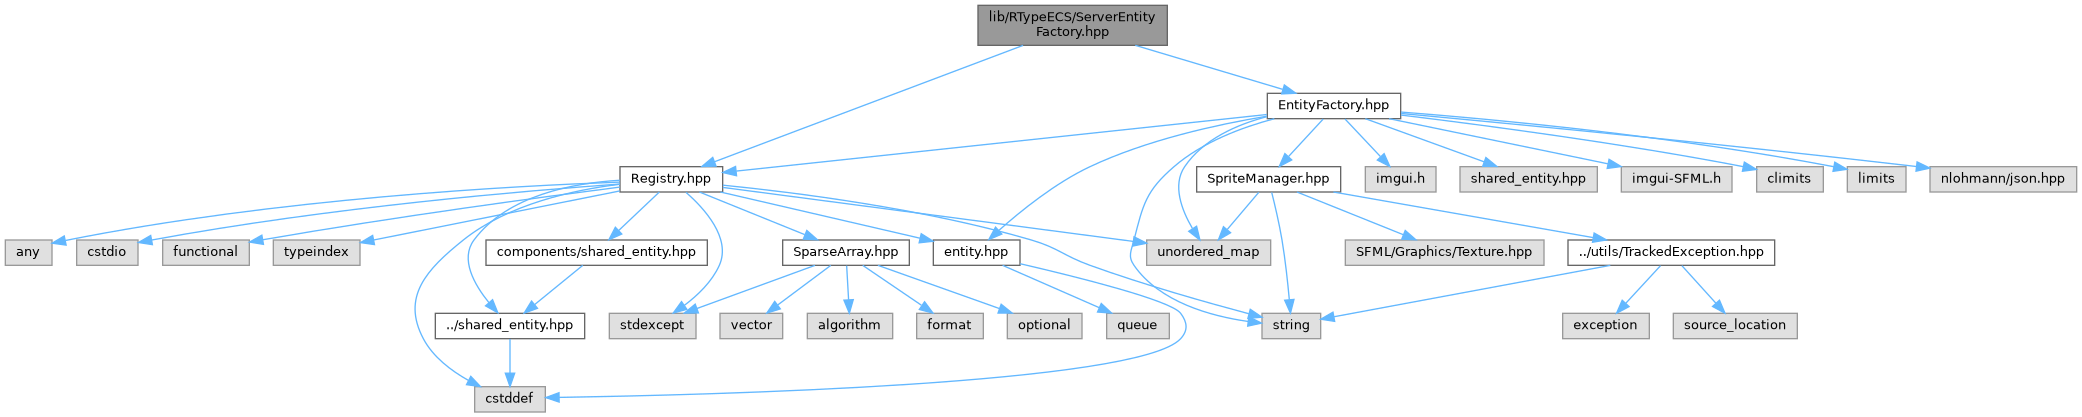 lib/RTypeECS/ServerEntity
Factory.hpp
EntityFactory.hpp
Registry.hpp
SpriteManager.hpp
imgui.h
shared_entity.hpp
imgui-SFML.h
climits
limits
nlohmann/json.hpp
any
cstdio
functional
typeindex
components/shared_entity.hpp
SparseArray.hpp
entity.hpp
unordered_map
SFML/Graphics/Texture.hpp
../utils/TrackedException.hpp
../shared_entity.hpp
stdexcept
vector
algorithm
format
optional
queue
string
exception
source_location
cstddef